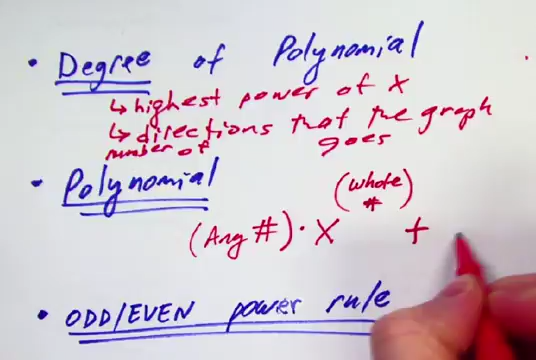 • Degree of Polynomial
↳ highest power of X
↳ directions that the graph
number of goes
• Polynomial
(whole
#)
(Any #) · X +
• ODD/EVEN power rule